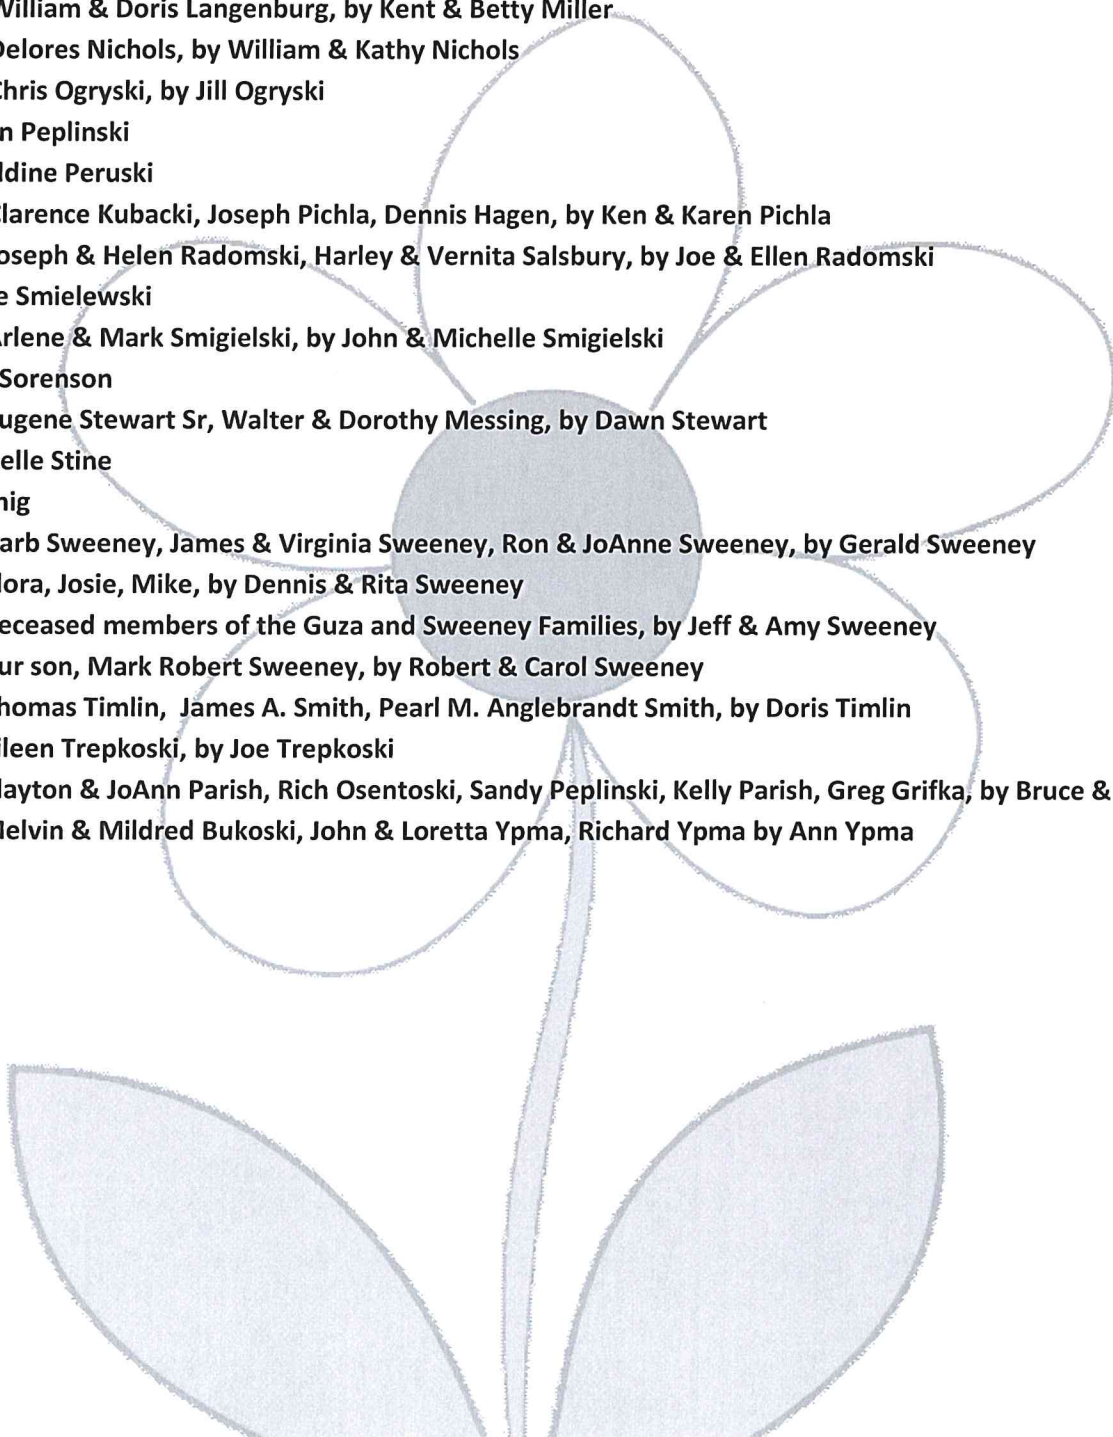 William & Doris Langenburg, by Kent & Betty Miller
Delores Nichols, by William & Kathy Nichols
Chris Ogryski, by Jill Ogryski
n Peplinski
ldine Peruski
Clarence Kubacki, Joseph Pichla, Dennis Hagen, by Ken & Karen Pichla
oseph & Helen Radomski, Harley & Vernita Salsbury, by Joe & Ellen Radomski
e Smielewski
Arlene & Mark Smigielski, by John & Michelle Smigielski
Sorenson
ugene Stewart Sr, Walter & Dorothy Messing, by Dawn Stewart
elle Stine
nig
arb Sweeney, James & Virginia Sweeney, Ron & JoAnne Sweeney, by Gerald Sweeney
lora, Josie, Mike, by Dennis & Rita Sweeney
eceased members of the Guza and Sweeney Families, by Jeff & Amy Sweeney
ur son, Mark Robert Sweeney, by Robert & Carol Sweeney
homas Timlin, James A. Smith, Pearl M. Anglebrandt Smith, by Doris Timlin
ileen Trepkoski, by Joe Trepkoski
layton & JoAnn Parish, Rich Osentoski, Sandy Peplinski, Kelly Parish, Greg Grifka, by Bruce &
Melvin & Mildred Bukoski, John & Loretta Ypma, Richard Ypma by Ann Ypma